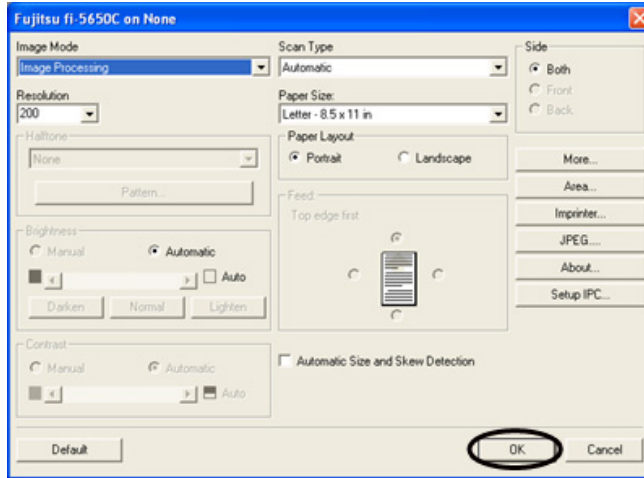 Fujitsu fi-5650C on None
Image Mode
Image Processing
Resolution
200
Halftone
None
Pattern...
Brightness
Manual
Automatic
Auto
Darken
Normal
Lighten
Contrast
Manual
Automatic
Auto
Scan Type
Automatic
Paper Size:
Letter - 8.5 x 11 in
Paper Layout
Portrait
Landscape
Feed
Top edge first
Automatic Size and Skew Detection
Side
Both
Front
Back
More...
Area...
Imprinter...
JPEG....
About...
Setup IPC...
Default
OK
Cancel